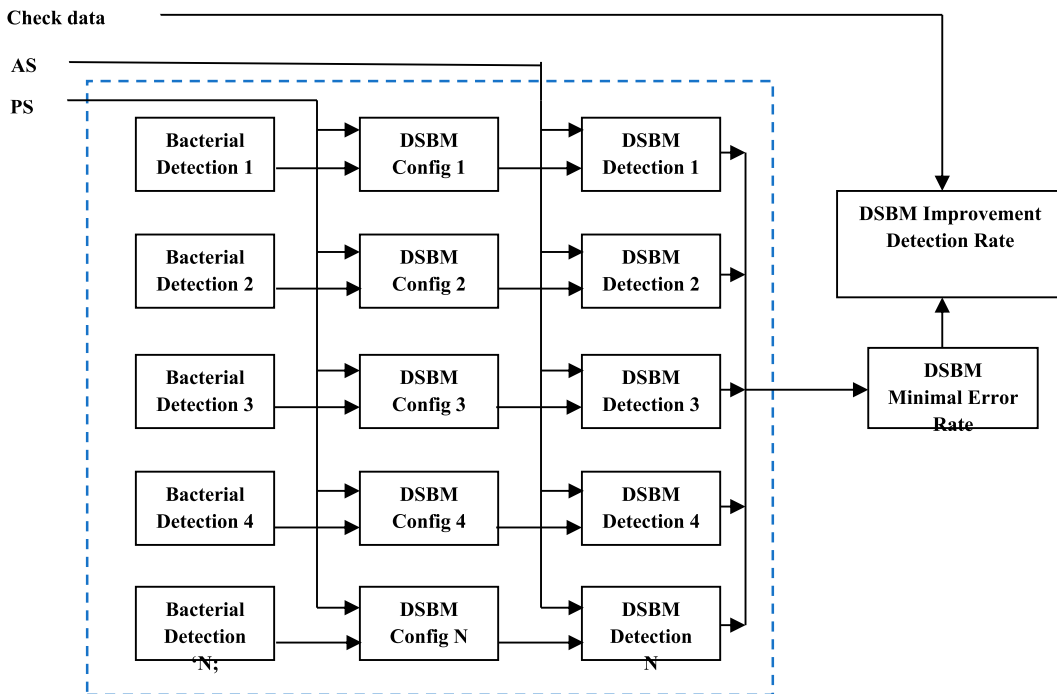 Check data
AS
PS
Bacterial
Detection 1
DSBM
Config 1
DSBM
Detection 1
Bacterial
Detection 2
DSBM
Config 2
DSBM
Detection 2
Bacterial
Detection 3
DSBM
Config 3
DSBM
Detection 3
Bacterial
Detection 4
DSBM
Config 4
DSBM
Detection 4
Bacterial
Detection
‘N;
DSBM
Config N
DSBM
Detection
N
DSBM Improvement
Detection Rate
DSBM
Minimal Error
Rate